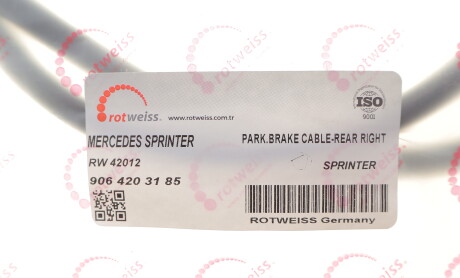 rotweiss
www.rotweiss.com.tr
ISO
9001
MERCEDES SPRINTER
PARK.BRAKE CABLE-REAR RIGHT
RW 42012
SPRINTER
906 420 31 85
ROTWEISS Germany